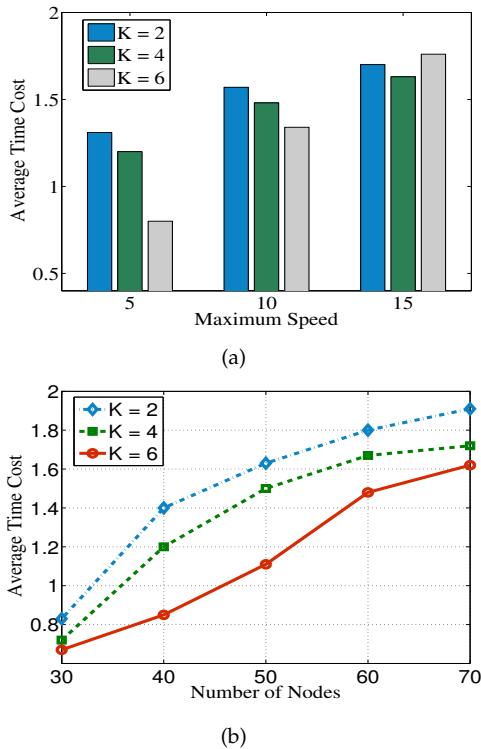 2
1.5
1
0.5
Average Time Cost
K = 2
K = 4
K = 6
5 10 15
Maximum Speed
(a)
2
1.8
1.6
1.4
1.2
1
0.8
Average Time Cost
K = 2
K = 4
K = 6
30 40 50 60 70
Number of Nodes
(b)